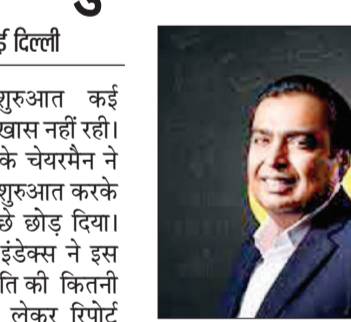 ई दिल्ली
शुरुआत कई
खास नहीं रही।
के चेयरमैन ने
शुरुआत करके
छे छोड़ दिया।
इंडेक्स ने इस
ति की कितनी
लेकर रिपोर्ट